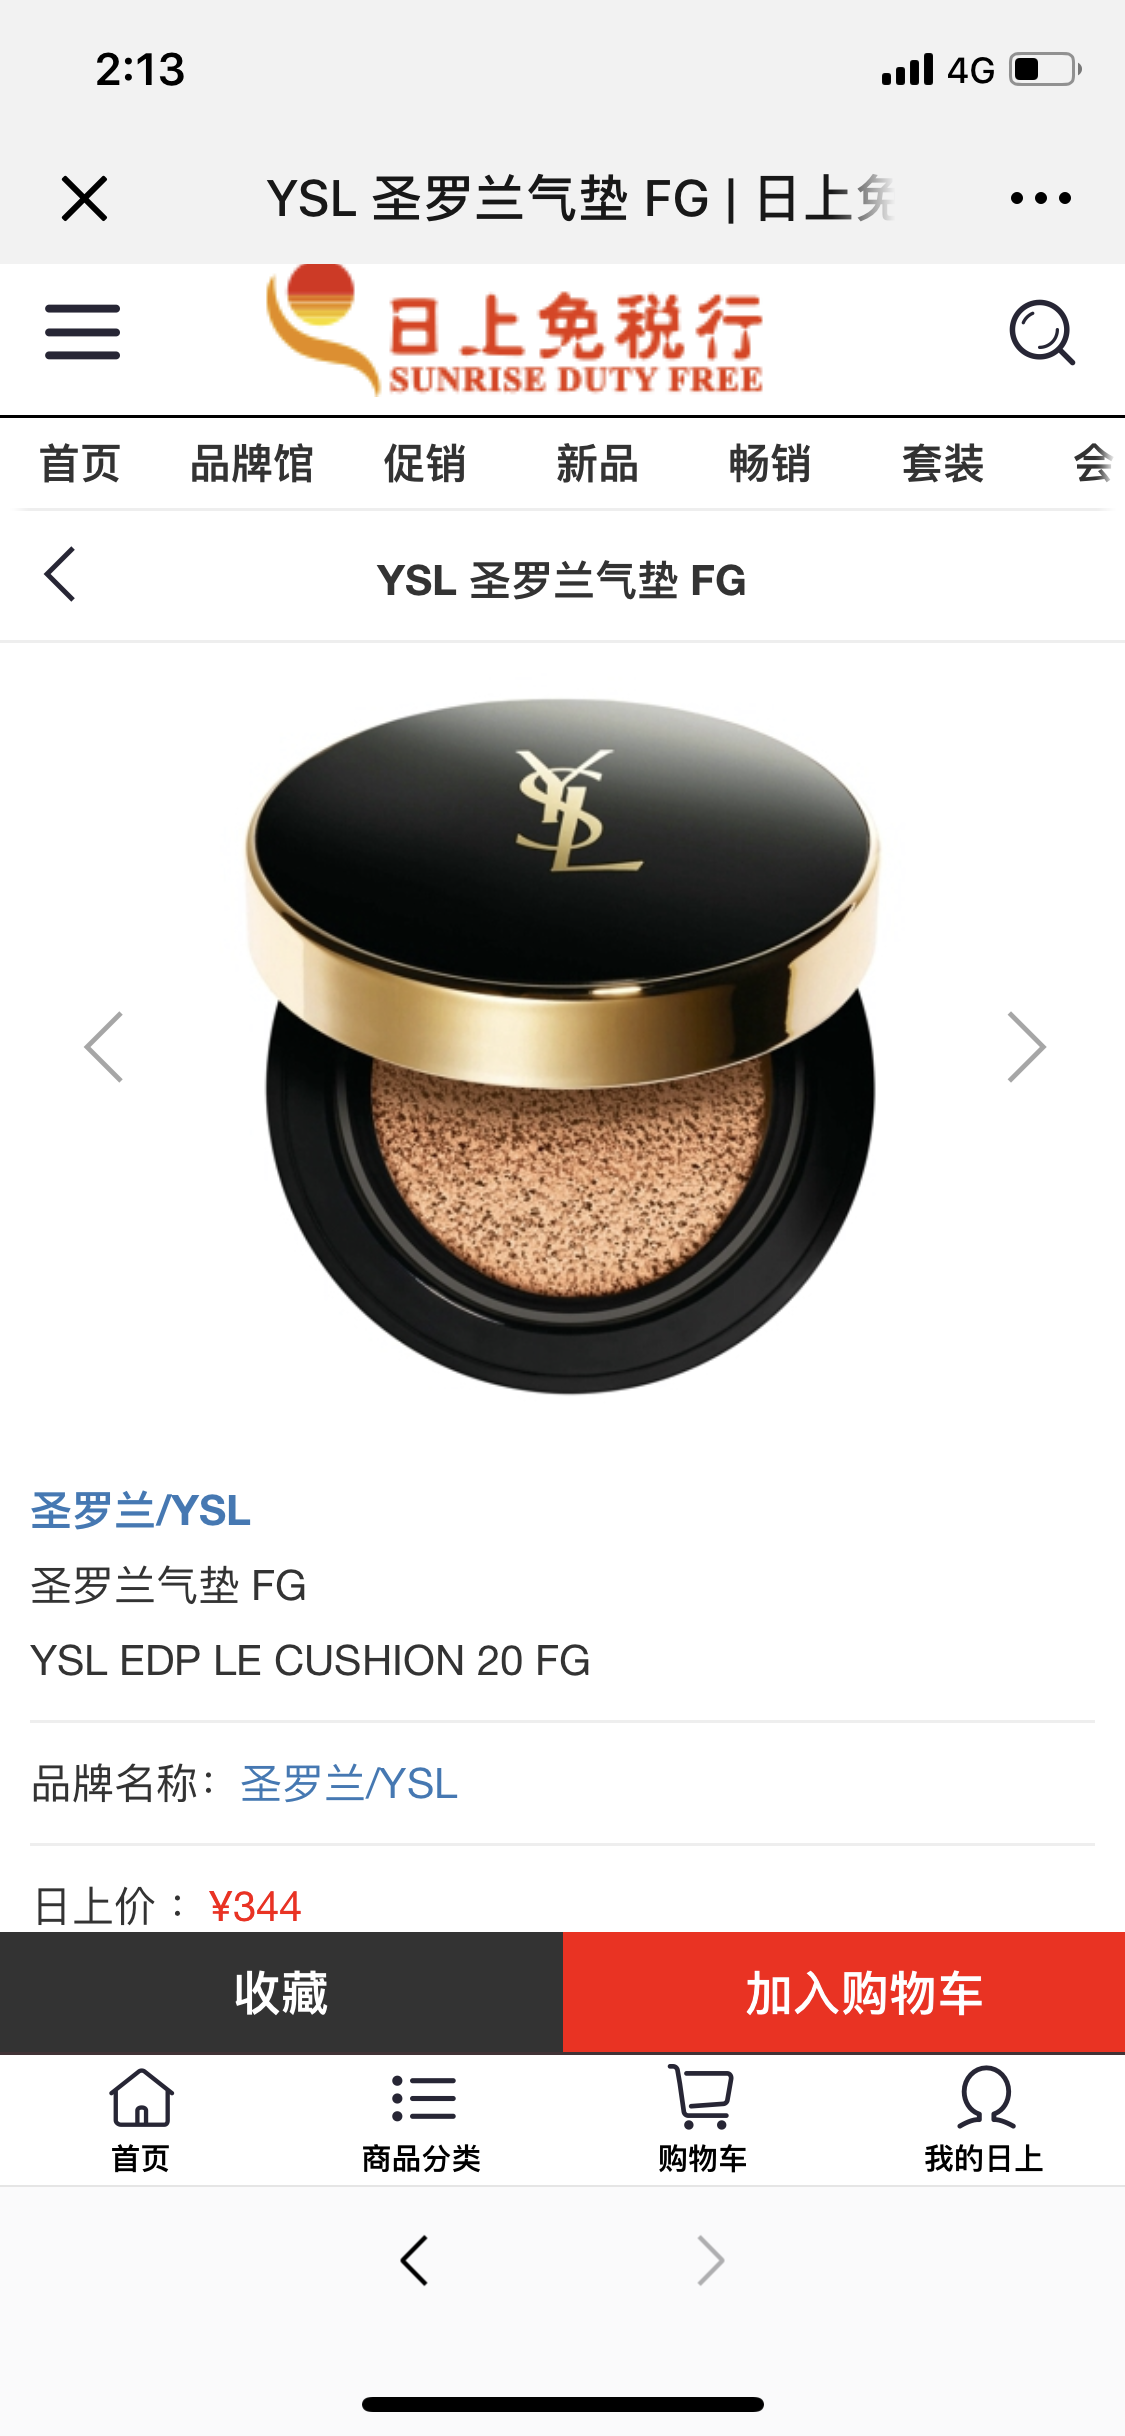 2:13
4G
YSL 圣罗兰气垫 FG | 日上免
日上免税行
SUNRISE DUTY FREE
首页 品牌馆 促销 新品 畅销 套装 会
YSL 圣罗兰气垫 FG
YSL
圣罗兰/YSL
圣罗兰气垫 FG
YSL EDP LE CUSHION 20 FG
品牌名称：圣罗兰/YSL
日上价：¥344
收藏 加入购物车
首页 商品分类 购物车 我的日上